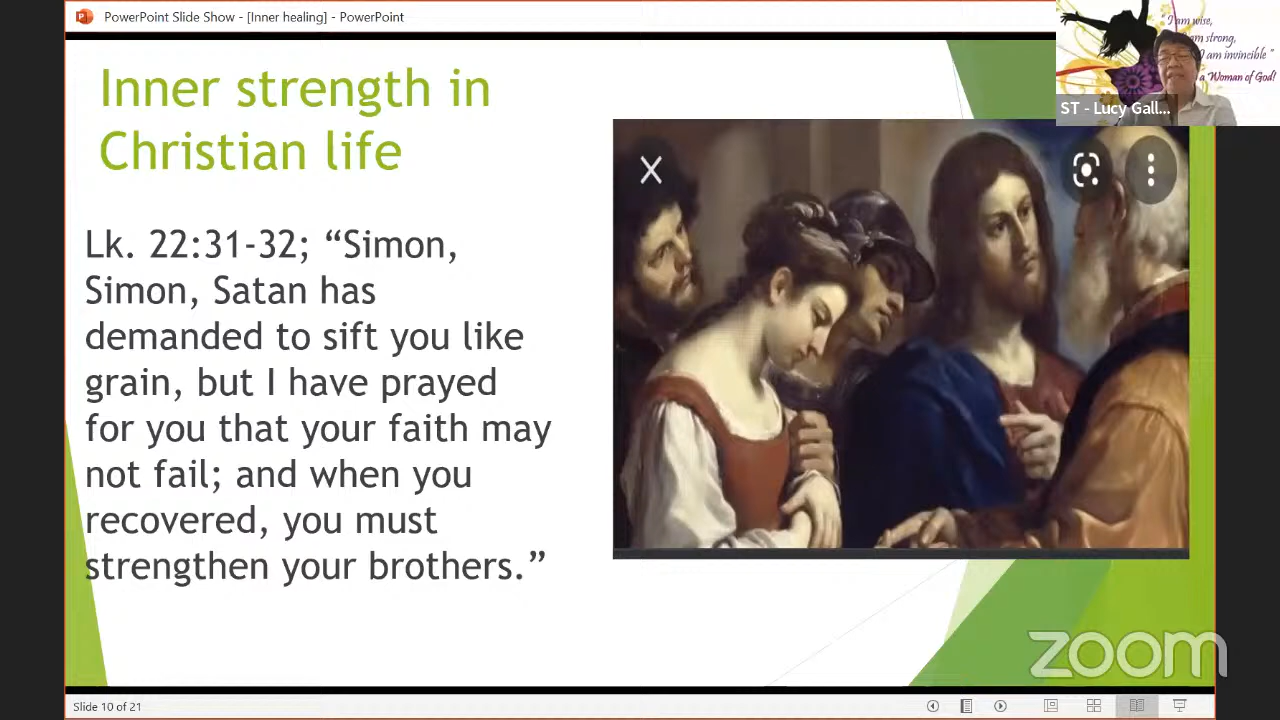 PowerPoint Slide Show - [Inner healing] - PowerPoint
"I am wise,
am strong,
I am invincible"
a Woman of God!
ST - Lucy Gall...
Inner strength in
Christian life
Lk. 22:31-32; “Simon,
Simon, Satan has
demanded to sift you like
grain, but I have prayed
for you that your faith may
not fail; and when you
recovered, you must
strengthen your brothers.”
zoom
Slide 10 of 21